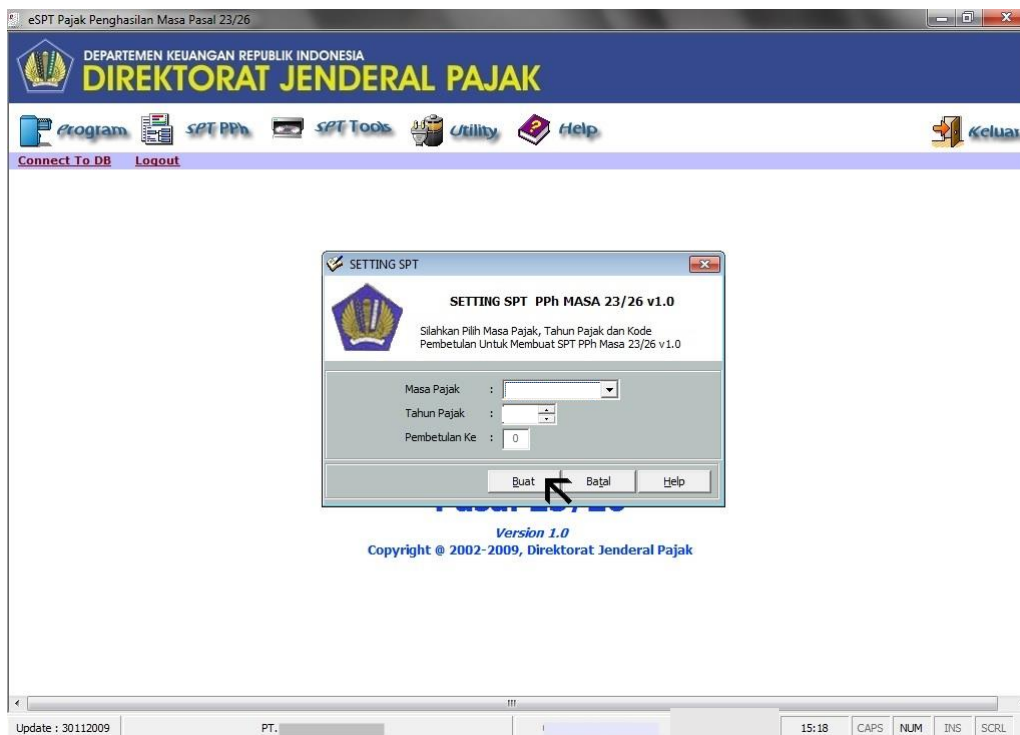 eSPT Pajak Penghasilan Masa Pasal 23/26
DEPARTEMEN KEUANGAN REPUBLIK INDONESIA
DIREKTORAT JENDERAL PAJAK
Program SPT PPh SPT Tools Utility Help Keluar
Connect To DB Logout
SETTING SPT
SETTING SPT PPh MASA 23/26 v1.0
Silahkan Pilih Masa Pajak, Tahun Pajak dan Kode
Pembetulan Untuk Membuat SPT PPh Masa 23/26 v1.0
Masa Pajak :
Tahun Pajak :
Pembetulan Ke : 0
Buat Batal Help
Pasal 23/26
Version 1.0
Copyright @ 2002-2009, Direktorat Jenderal Pajak
Update : 30112009 PT. 15:18 CAPS NUM INS SCRL